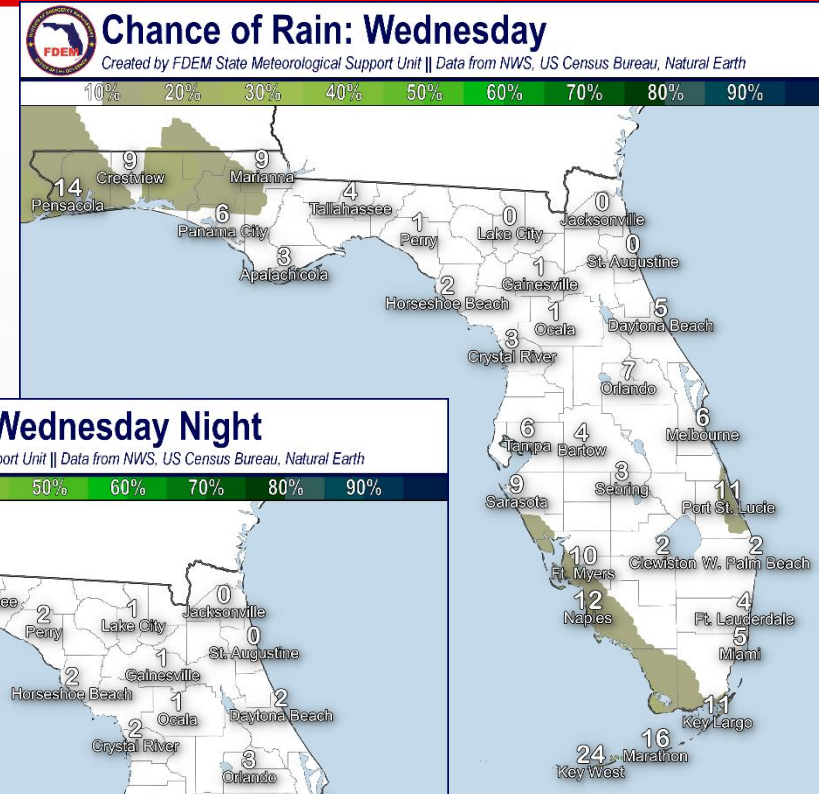 FDEM
Chance of Rain: Wednesday
Created by FDEM State Meteorological Support Unit || Data from NWS, US Census Bureau, Natural Earth
10% 20% 30% 40% 50% 60% 70% 80% 90%
9
Crestview
9
Marianna
14
Pensacola
4
Tallahassee
0
Jacksonville
6
Panama City
1
Perry
0
Lake City
0
St. Augustine
3
Apalachicola
1
Gainesville
2
Horseshoe Beach
1
Ocala
5
Daytona Beach
3
Crystal River
7
Orlando
6
Tampa
4
Bartow
6
Melbourne
9
Sarasota
3
Sebring
11
Port St. Lucie
10
Ft. Myers
2
Clewiston
2
W. Palm Beach
12
Naples
4
Ft. Lauderdale
5
Miami
11
Key Largo
16
Marathon
24
Key West
Wednesday Night
ort Unit || Data from NWS, US Census Bureau, Natural Earth
50% 60% 70% 80% 90%
ee
2
Perry
1
Lake City
0
Jacksonville
0
St. Augustine
1
Gainesville
2
Horseshoe Beach
1
Ocala
2
Daytona Beach
2
Crystal River
3
Orlando